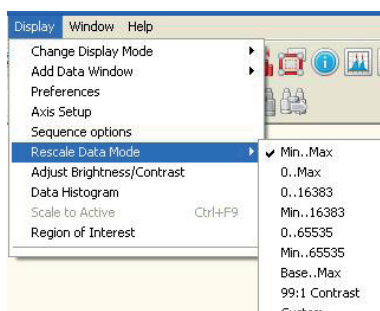 Display Window Help
Change Display Mode
Add Data Window
Preferences
Axis Setup
Sequence options
Rescale Data Mode
Adjust Brightness/Contrast
Data Histogram
Scale to Active Ctrl+F9
Region of Interest
Min..Max
0..Max
0..16383
Min..16383
0..65535
Min..65535
Base..Max
99:1 Contrast